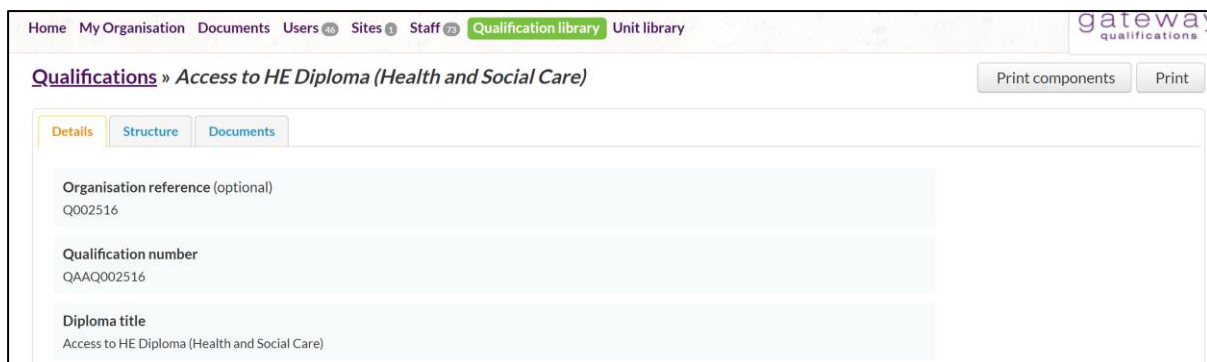 Home My Organisation Documents Users 46 Sites 1 Staff 73 Qualification library Unit library
gateway
qualifications
Qualifications » Access to HE Diploma (Health and Social Care)
Print components Print
Details Structure Documents
Organisation reference (optional)
Q002516
Qualification number
QAAQ002516
Diploma title
Access to HE Diploma (Health and Social Care)